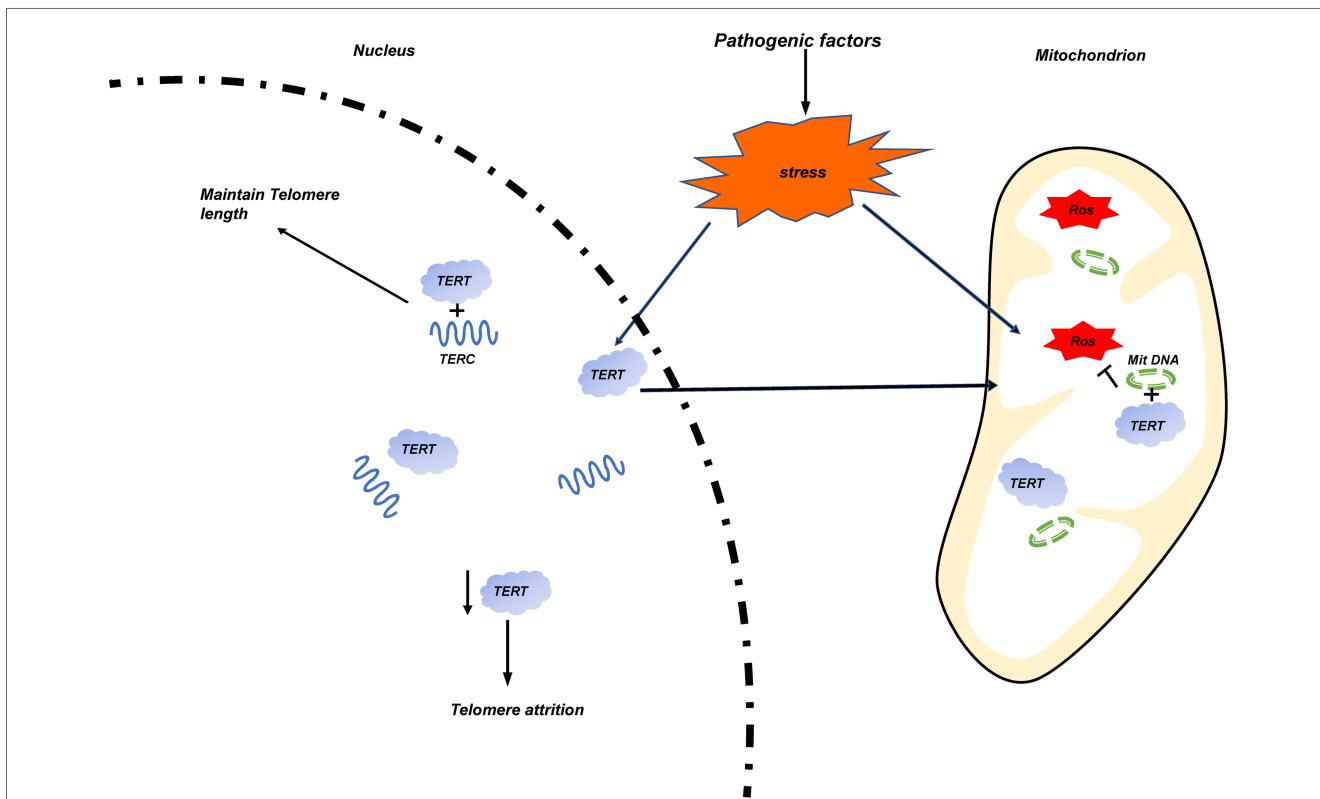 Nucleus
Pathogenic factors
Mitochondrion
stress
Maintain Telomere
length
Ros
TERT
+
TERC
Ros
Mit DNA
+
TERT
TERT
TERT
TERT
TERT
Telomere attrition